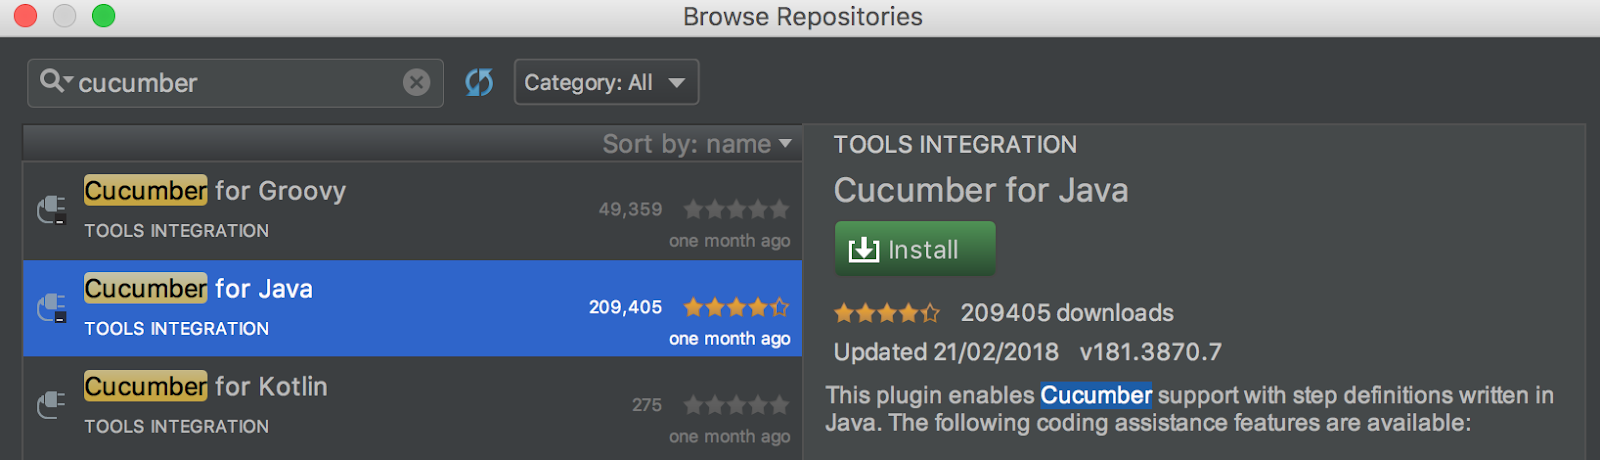 Browse Repositories
cucumber
Category: All
Sort by: name
Cucumber for Groovy
49,359
TOOLS INTEGRATION
one month ago
Cucumber for Java
209,405
TOOLS INTEGRATION
one month ago
Cucumber for Kotlin
275
TOOLS INTEGRATION
one month ago
TOOLS INTEGRATION
Cucumber for Java
Install
209405 downloads
Updated 21/02/2018 v181.3870.7
This plugin enables Cucumber support with step definitions written in
Java. The following coding assistance features are available: